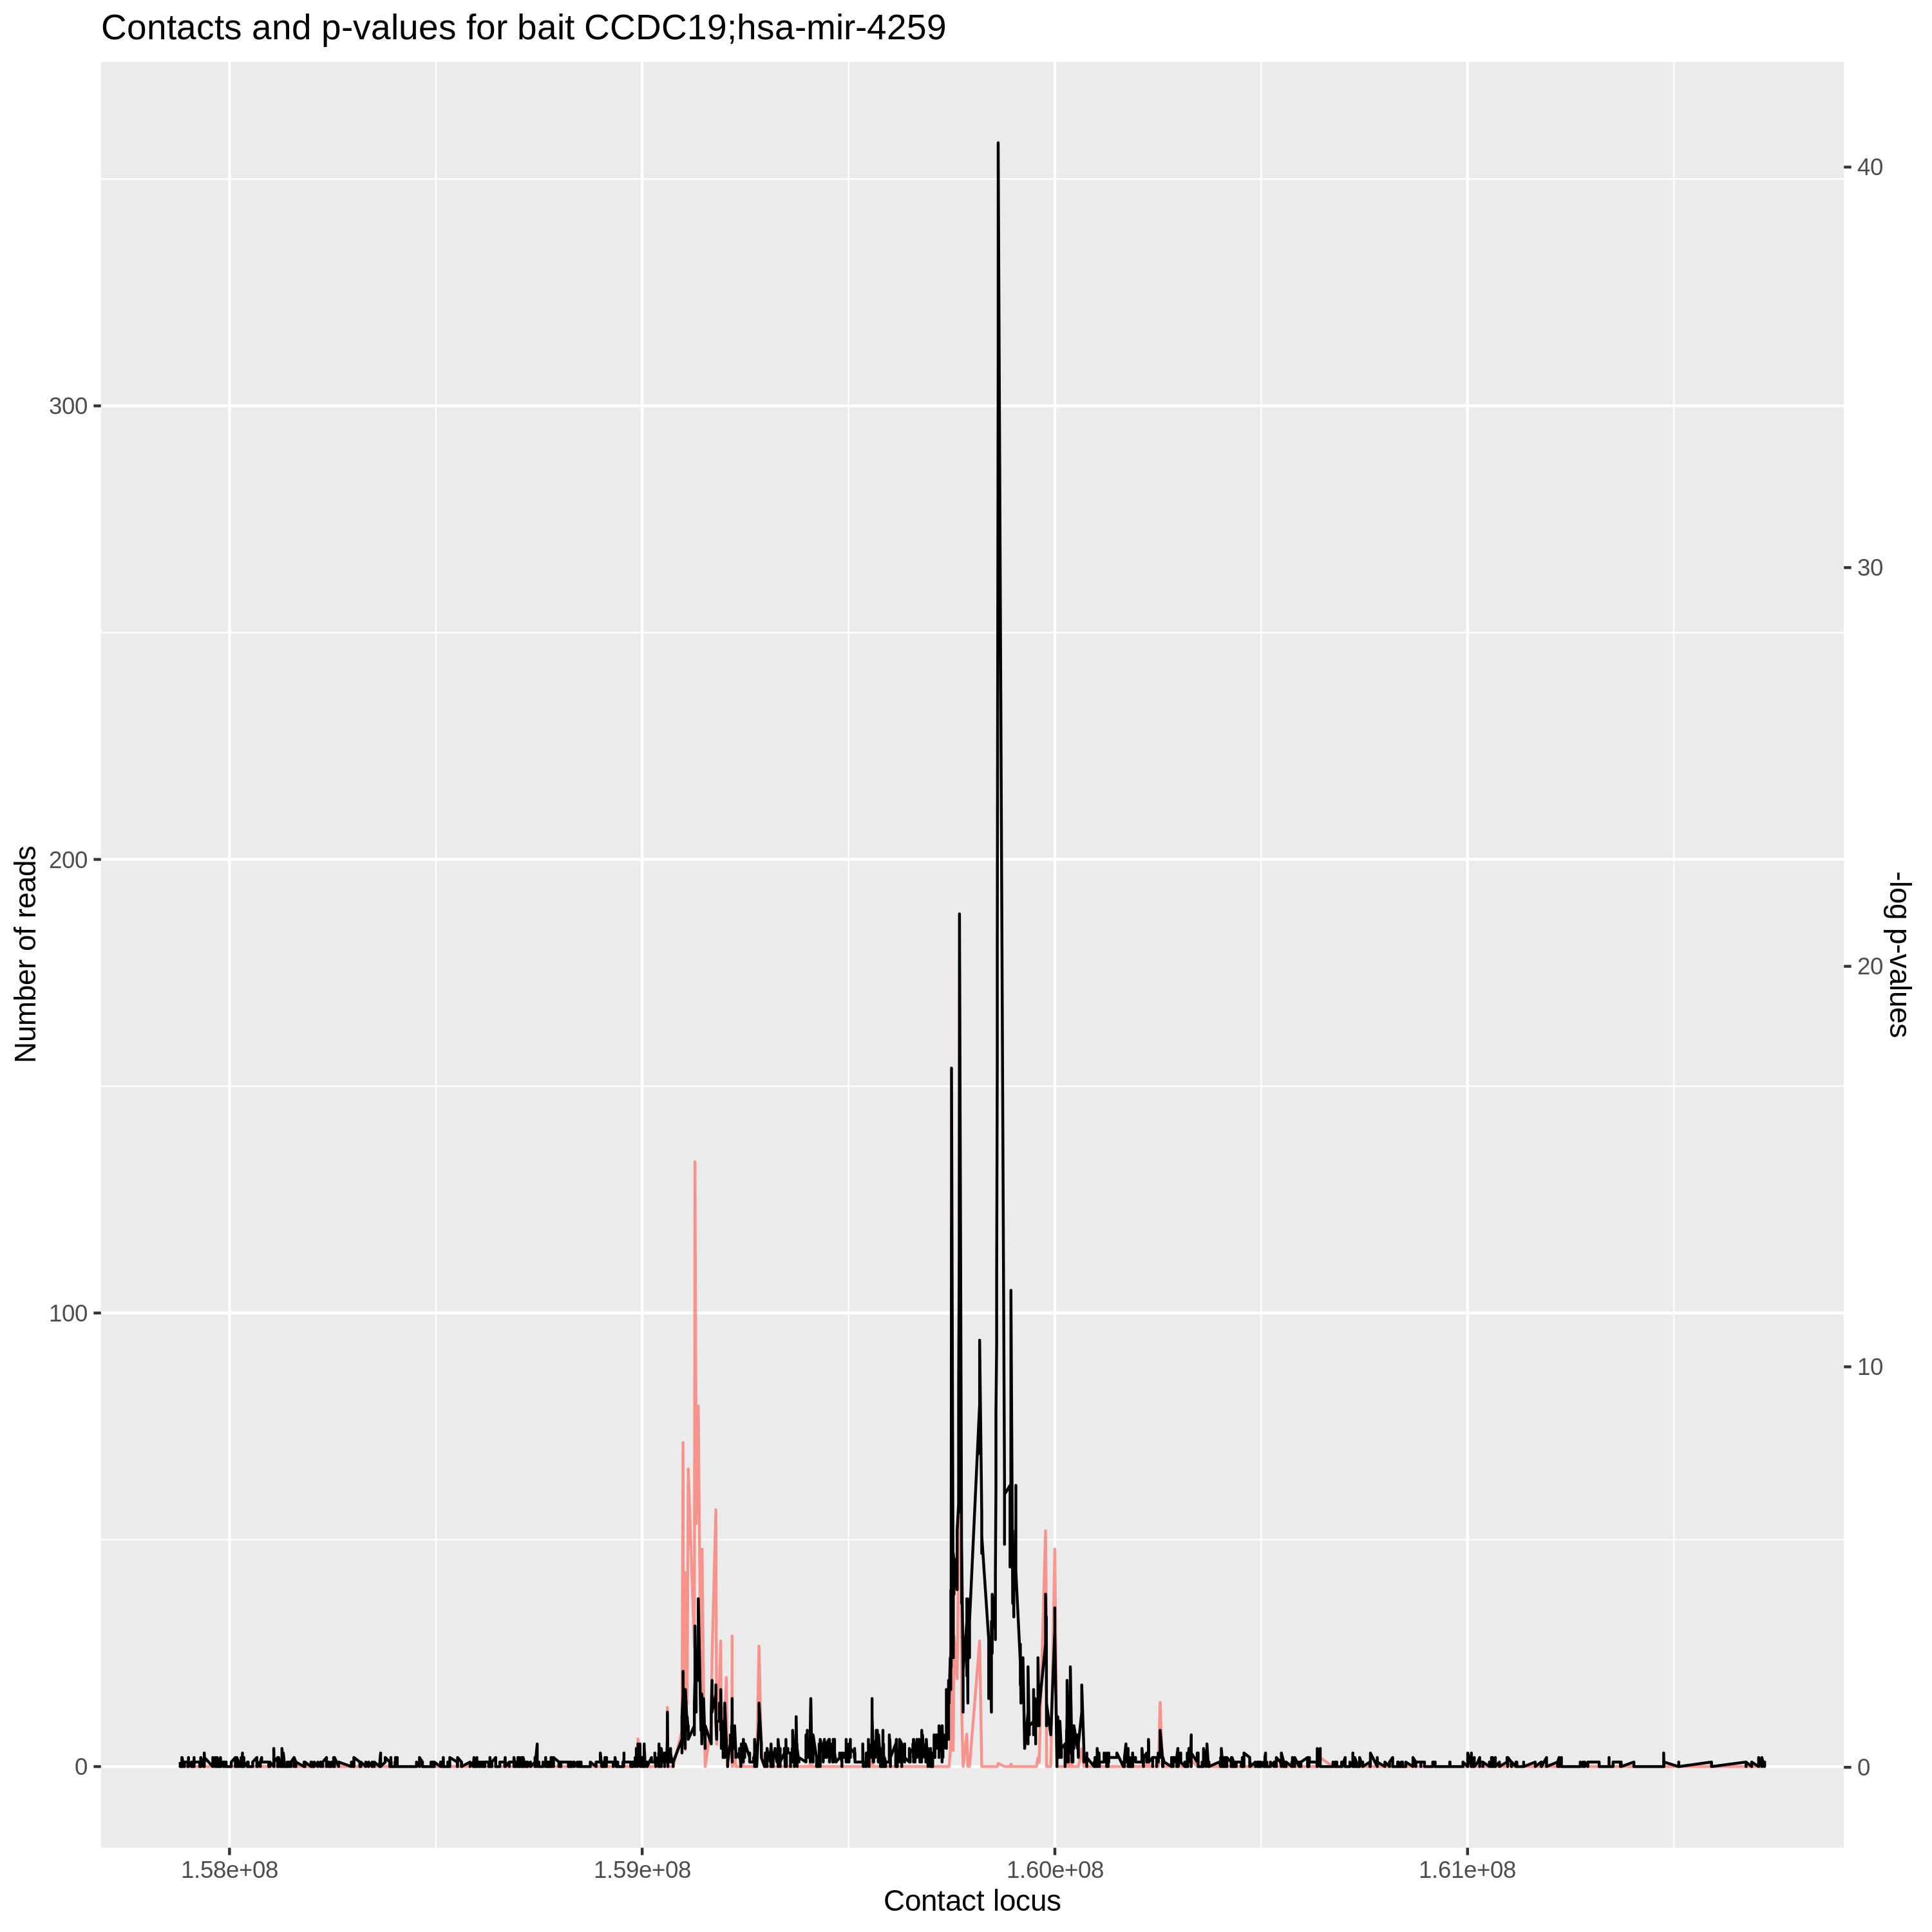 Contacts and p-values for bait CCDC19;hsa-mir-4259
300
200
100
0
Number of reads
40
30
20
10
0
-log p-values
1.58e+08
1.59e+08
1.60e+08
1.61e+08
Contact locus